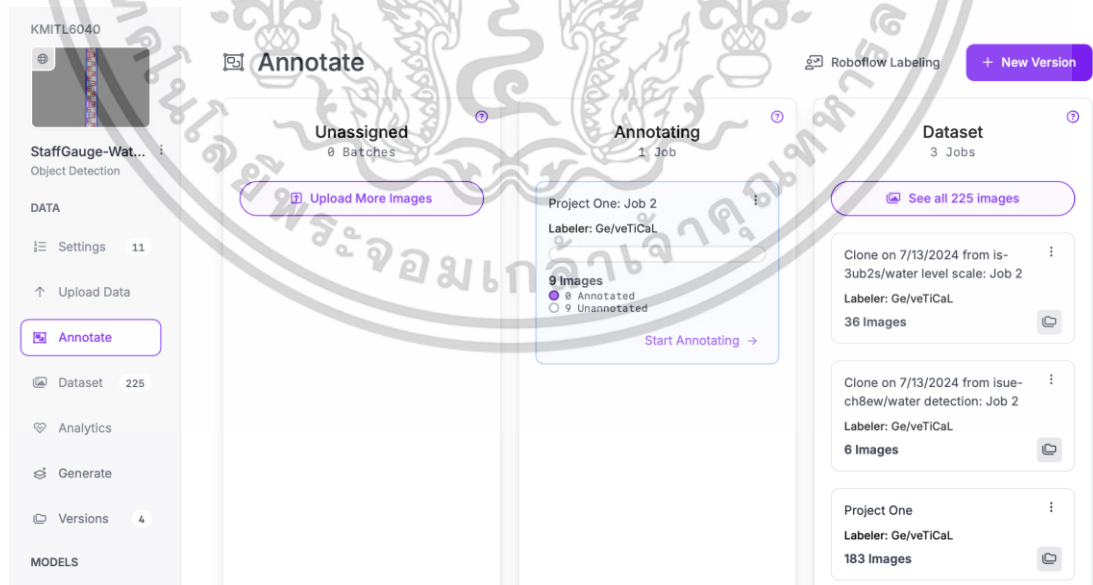 KMITL6040
StaffGauge-Wat...
Object Detection
DATA
Settings 11
Upload Data
Annotate
Dataset 225
Analytics
Generate
Versions 4
MODELS
Annotate
Roboflow Labeling
+ New Version
Unassigned
0 Batches
Upload More Images
Annotating
1 Job
Project One: Job 2
Labeler: Ge/veTiCaL
9 Images
0 Annotated
9 Unannotated
Start Annotating →
Dataset
3 Jobs
See all 225 images
Clone on 7/13/2024 from is-
3ub2s/water level scale: Job 2
Labeler: Ge/veTiCaL
36 Images
Clone on 7/13/2024 from isue-
ch8ew/water detection: Job 2
Labeler: Ge/veTiCaL
6 Images
Project One
Labeler: Ge/veTiCaL
183 Images